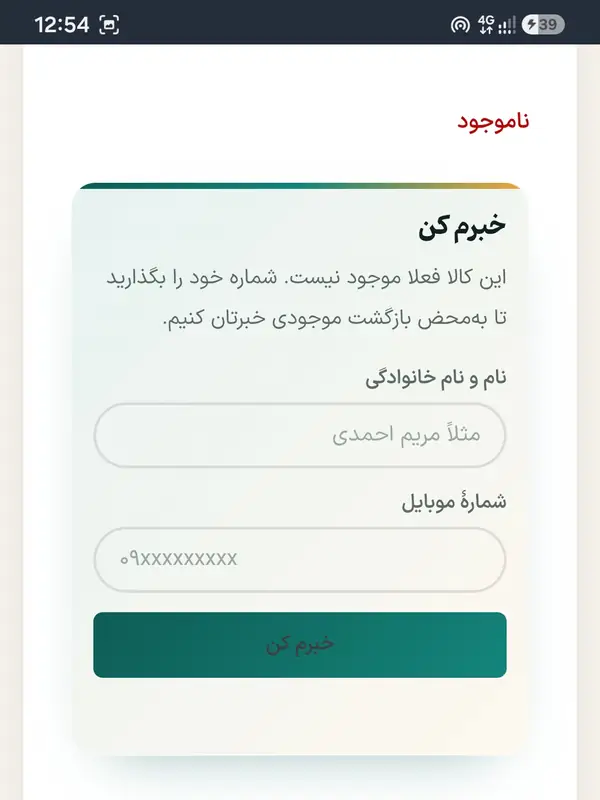 12:54
4G
39
ناموجود
خبرم کن
این کالا فعلا موجود نیست. شماره خود را بگذارید
تا به‌محض بازگشت موجودی خبرتان کنیم.
نام و نام خانوادگی
مثلاً مریم احمدی
شمارهٔ موبایل
۰۹xxxxxxxxx
خبرم کن